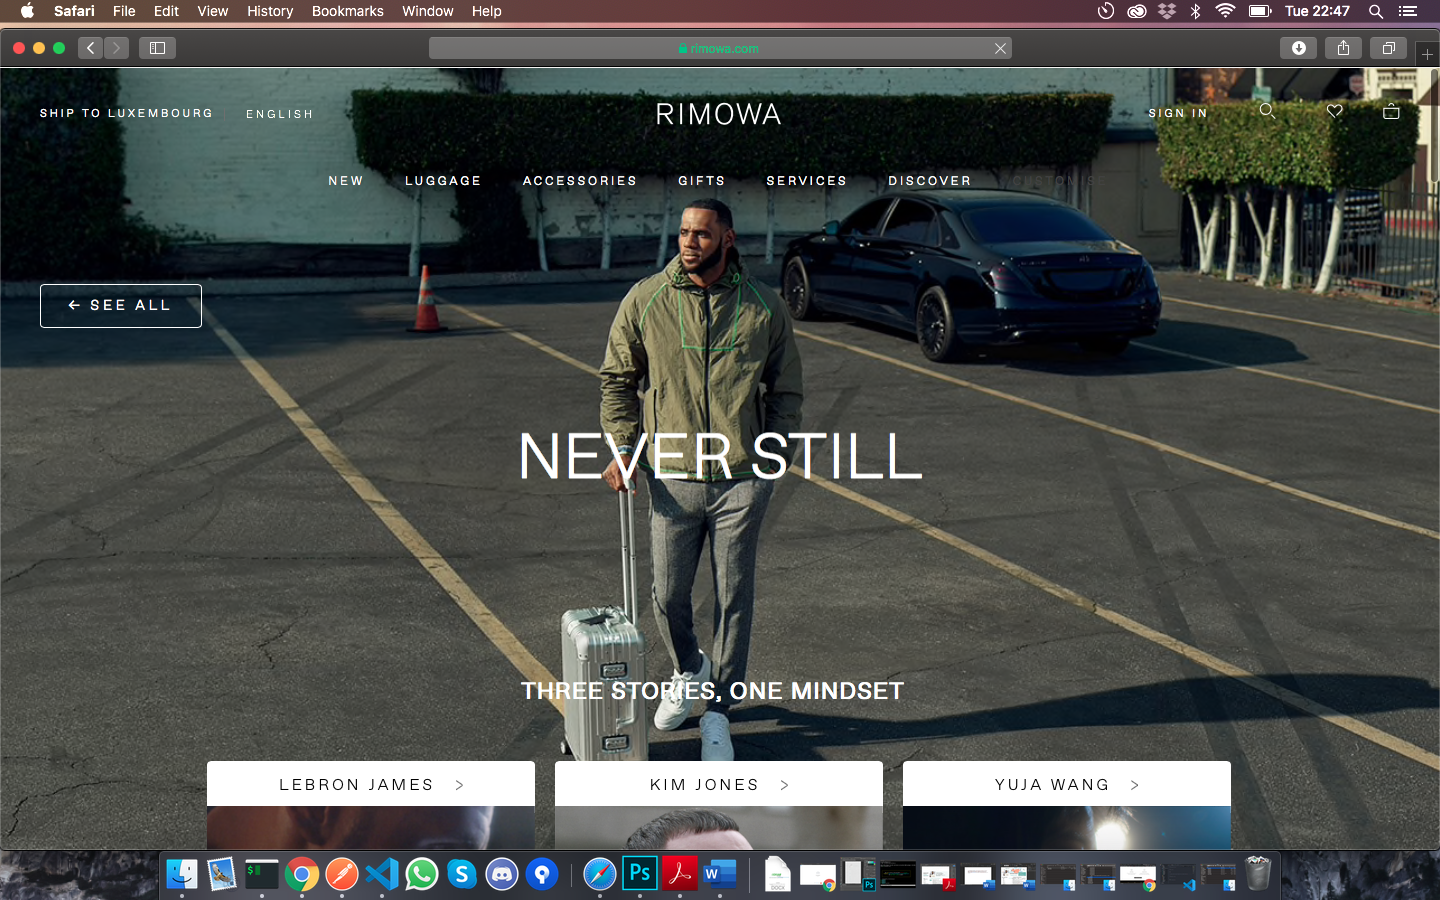 Safari File Edit View History Bookmarks Window Help Tue 22:47
rimowa.com
SHIP TO LUXEMBOURG ENGLISH RIMOWA SIGN IN
NEW LUGGAGE ACCESSORIES GIFTS SERVICES DISCOVER CUSTOMISE
← SEE ALL
NEVER STILL
THREE STORIES, ONE MINDSET
LEBRON JAMES >
KIM JONES >
YUJA WANG >
$
Ps
W
Ps